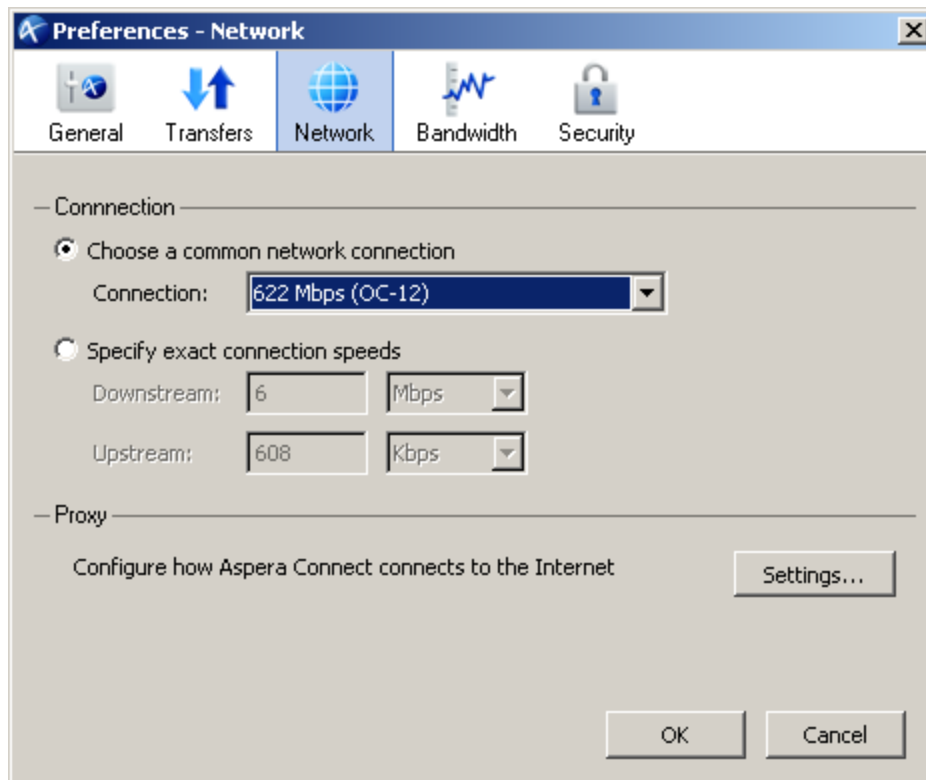 Preferences - Network
General Transfers Network Bandwidth Security
Connnection
Choose a common network connection
Connection: 622 Mbps (OC-12)
Specify exact connection speeds
Downstream: 6 Mbps
Upstream: 608 Kbps
Proxy
Configure how Aspera Connect connects to the Internet Settings...
OK Cancel